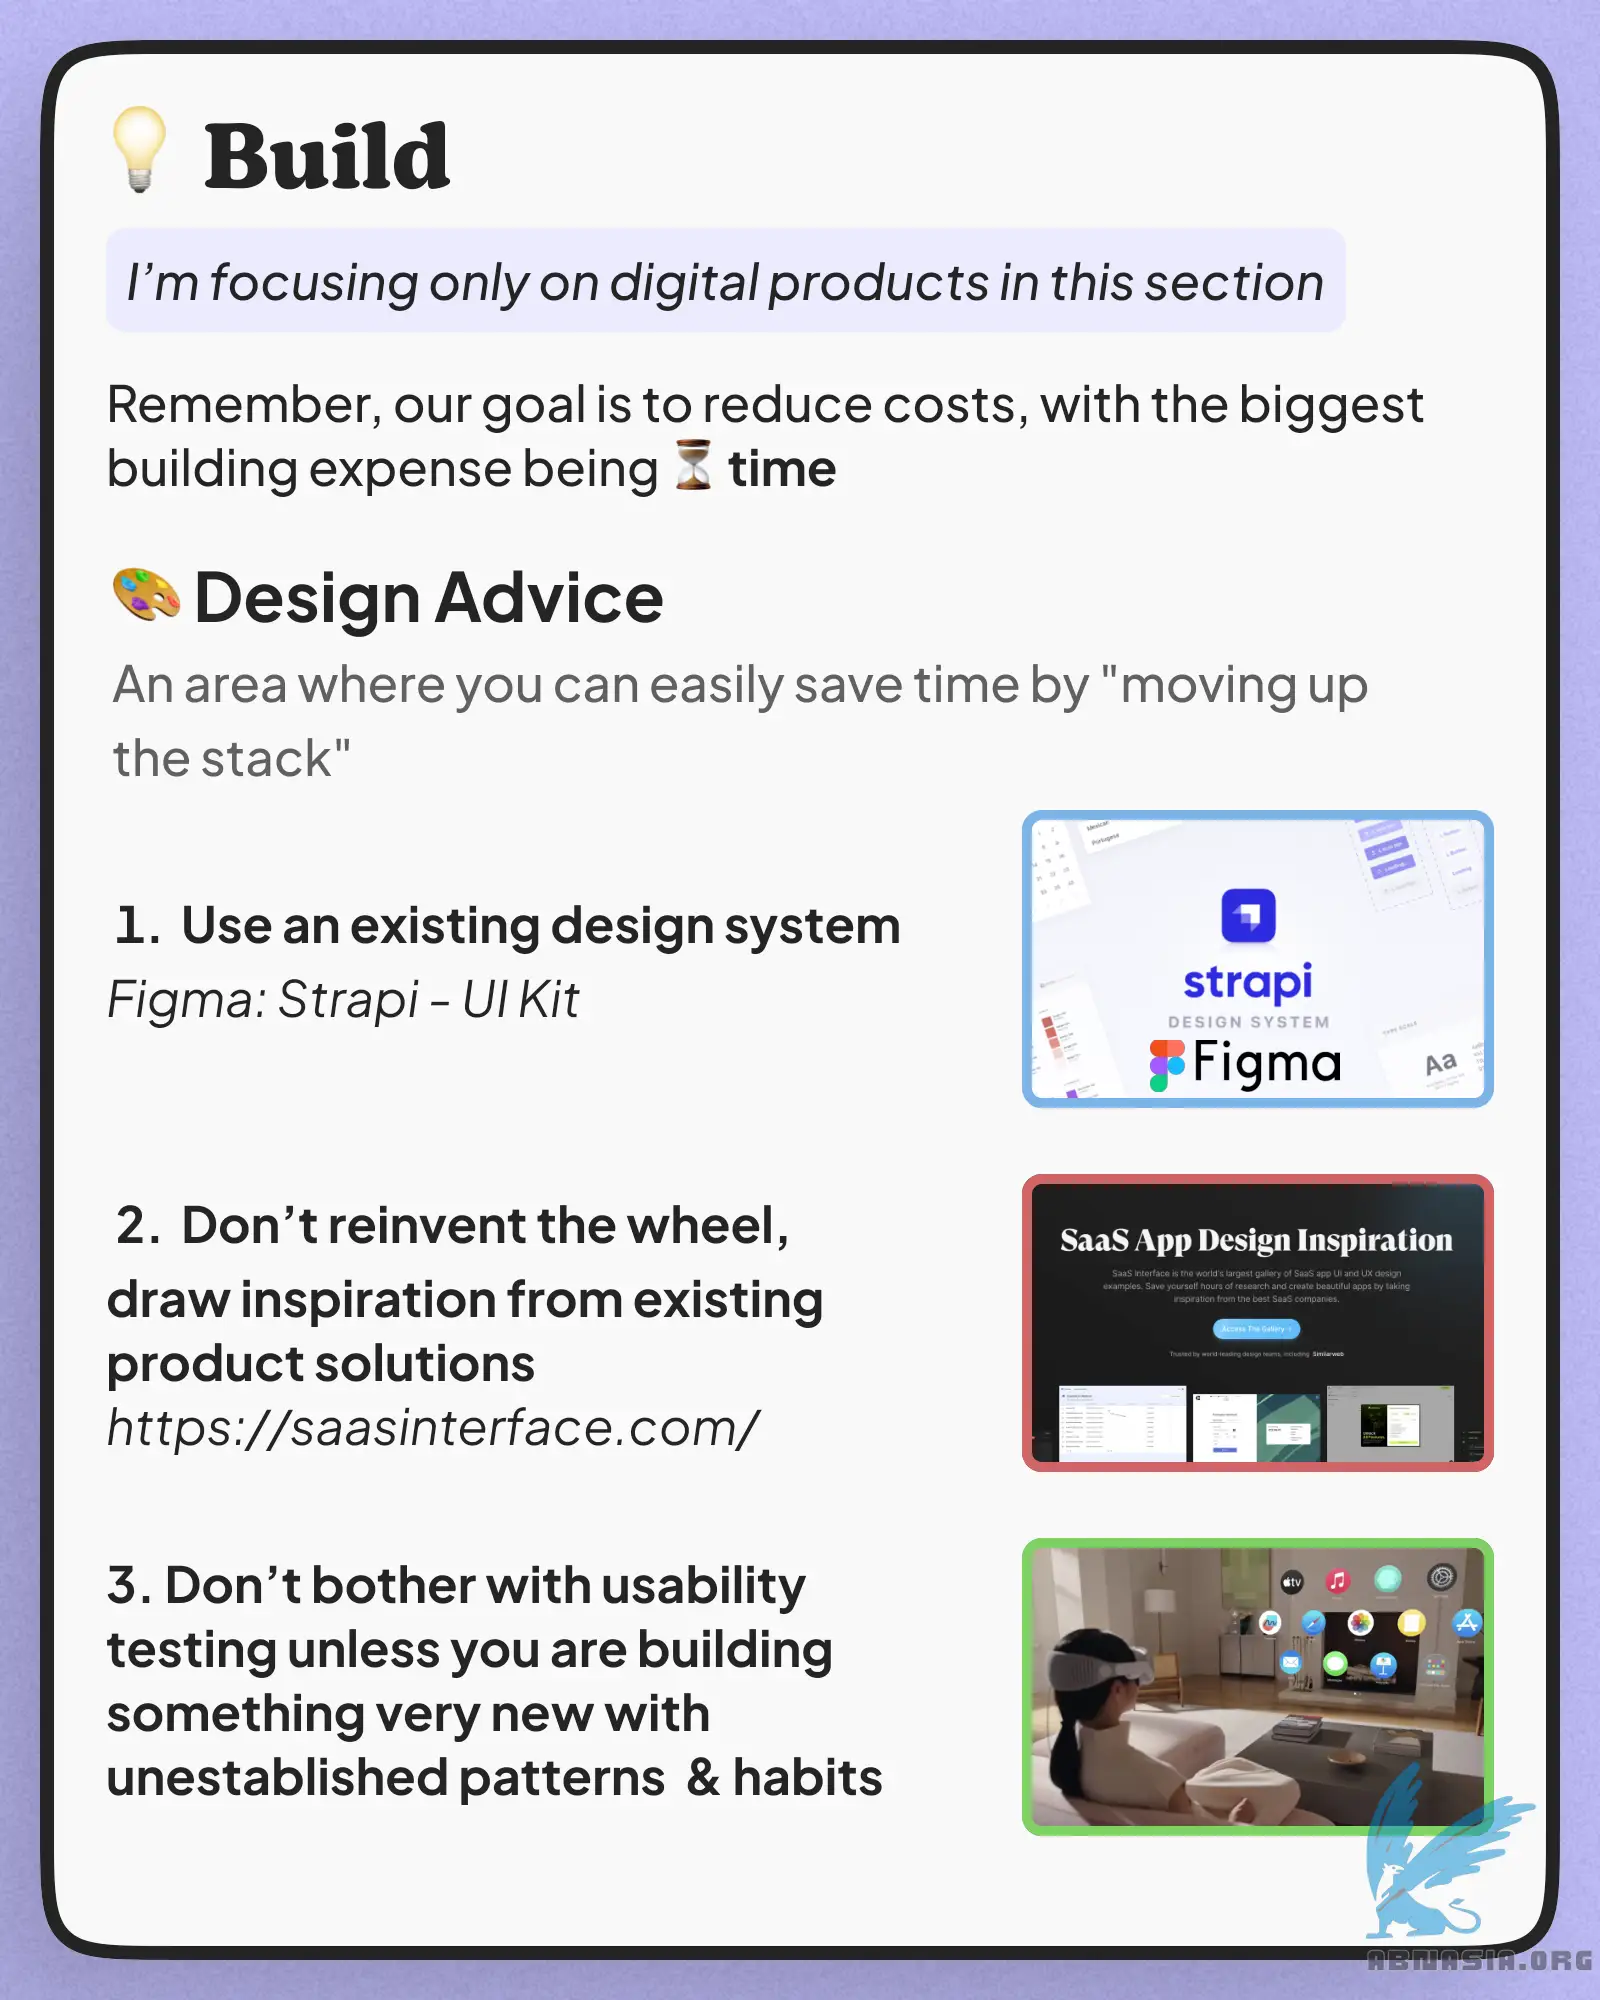 💡 Build
I’m focusing only on digital products in this section
Remember, our goal is to reduce costs, with the biggest
building expense being ⏳ time
🎨 Design Advice
An area where you can easily save time by "moving up
the stack"
1. Use an existing design system
Figma: Strapi - UI Kit
Mexican
Portugese
Loading...
Loading
strapi
DESIGN SYSTEM
Figma
Aa
2. Don’t reinvent the wheel,
draw inspiration from existing
product solutions
https://saasinterface.com/
SaaS App Design Inspiration
SaaS Interface is the world's largest gallery of SaaS app UI and UX design
examples. Save yourself hours of research and create beautiful apps by taking
inspiration from the best SaaS companies.
Access The Gallery
Trusted by world-leading design teams, including Similarweb
3. Don’t bother with usability
testing unless you are building
something very new with
unestablished patterns & habits
tv
ABNASIA.ORG